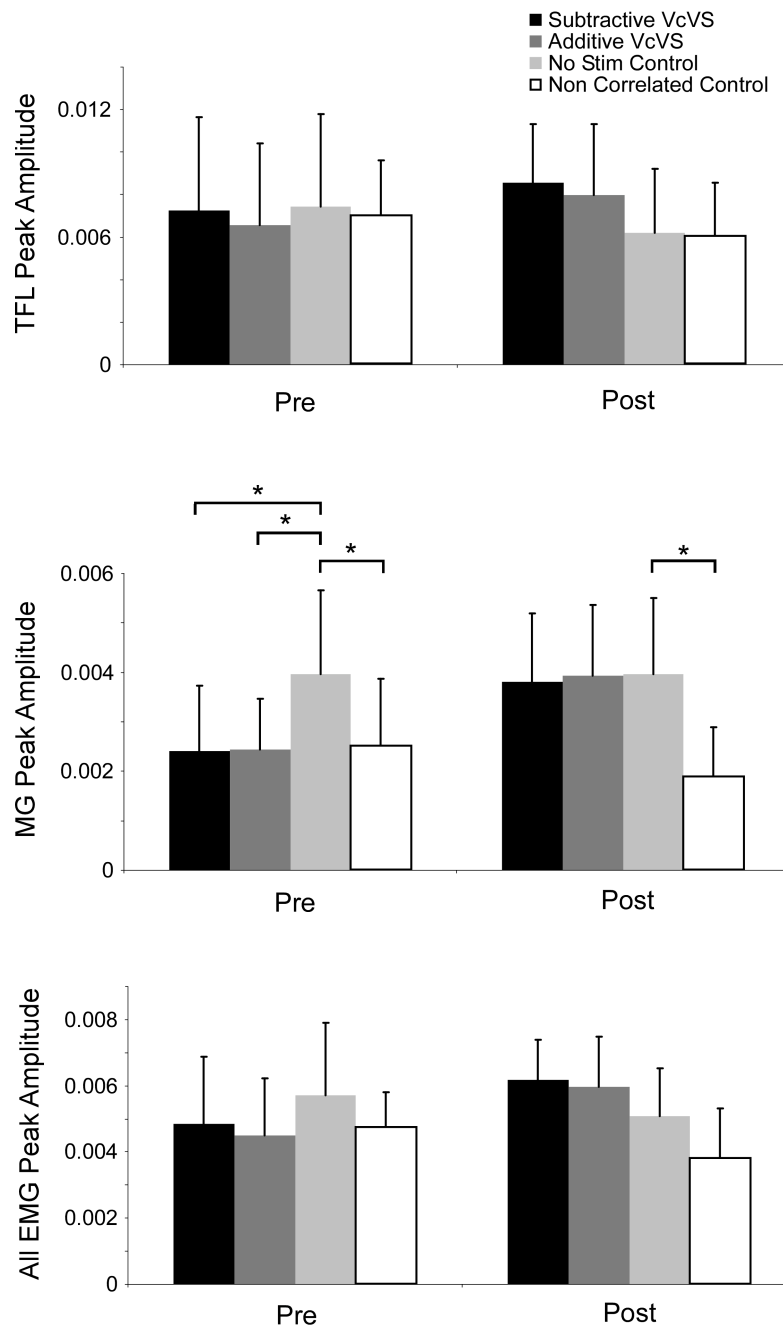 Subtractive VcVS
Additive VcVS
No Stim Control
Non Correlated Control
TFL Peak Amplitude
0.012
0.006
0
Pre
Post
MG Peak Amplitude
*
*
*
*
0.006
0.004
0.002
0
Pre
Post
All EMG Peak Amplitude
0.008
0.006
0.004
0.002
0
Pre
Post